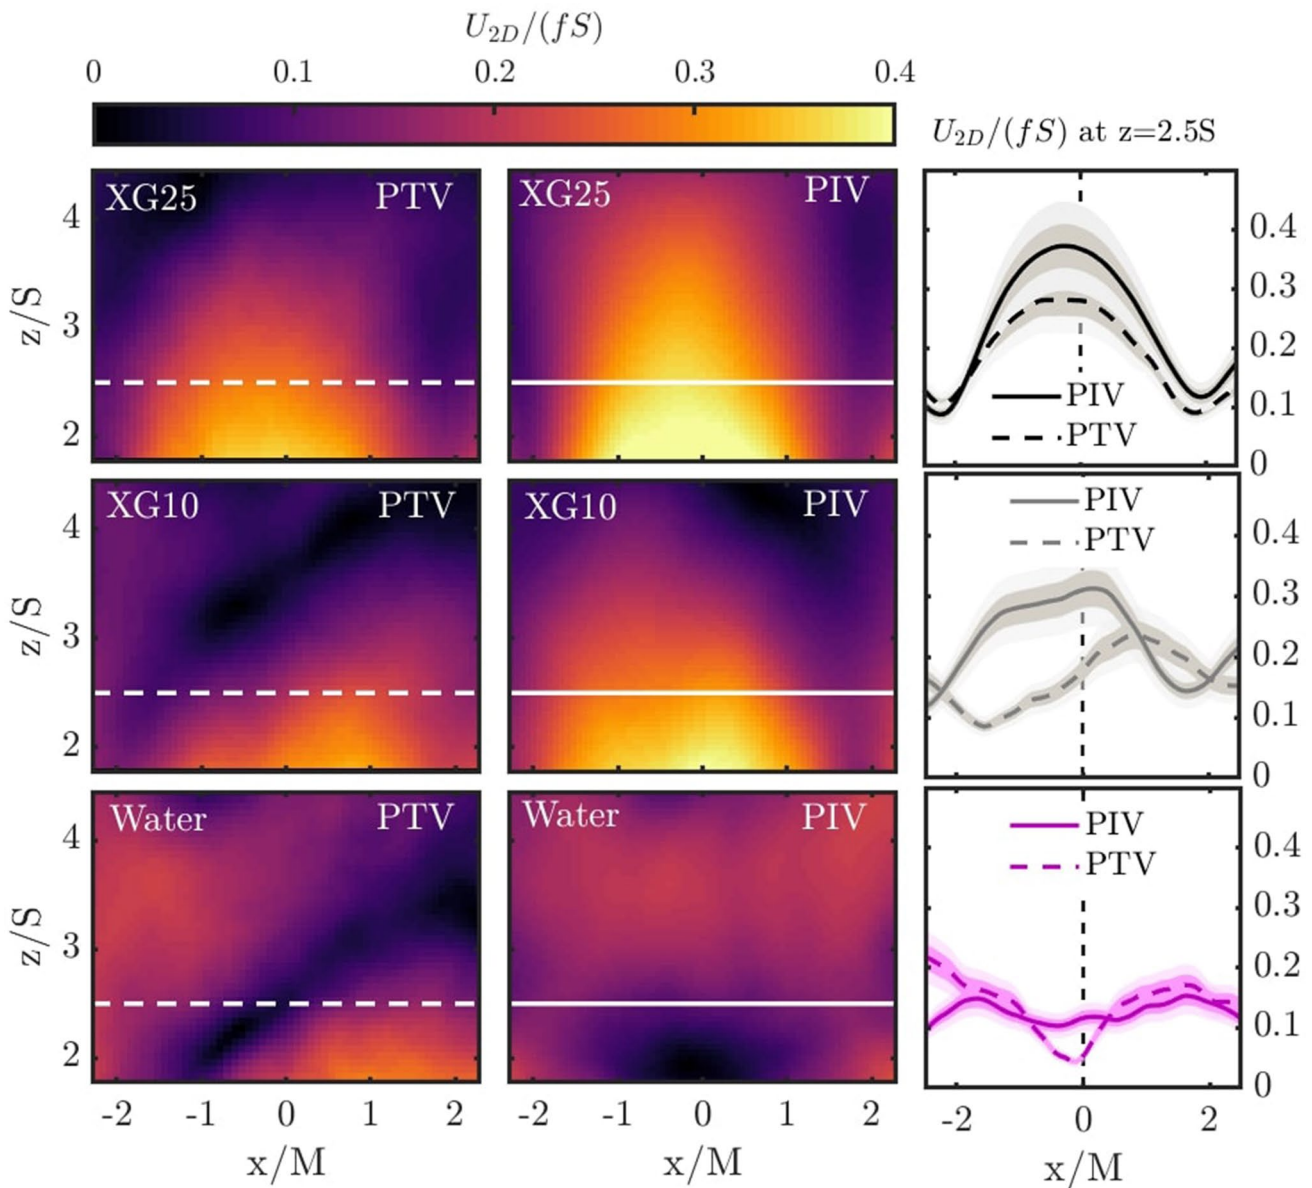 U_{2D}/(fS)
0 0.1 0.2 0.3 0.4
U_{2D}/(fS) at z=2.5S
XG25 PTV
XG25 PIV
4
3
2
z/S
PIV
PTV
0.4
0.3
0.2
0.1
0
XG10 PTV
XG10 PIV
4
3
2
z/S
PIV
PTV
0.4
0.3
0.2
0.1
0
Water PTV
Water PIV
4
3
2
z/S
PIV
PTV
0.4
0.3
0.2
0.1
0
-2 -1 0 1 2
-2 -1 0 1 2
-2 0 2
x/M
x/M
x/M